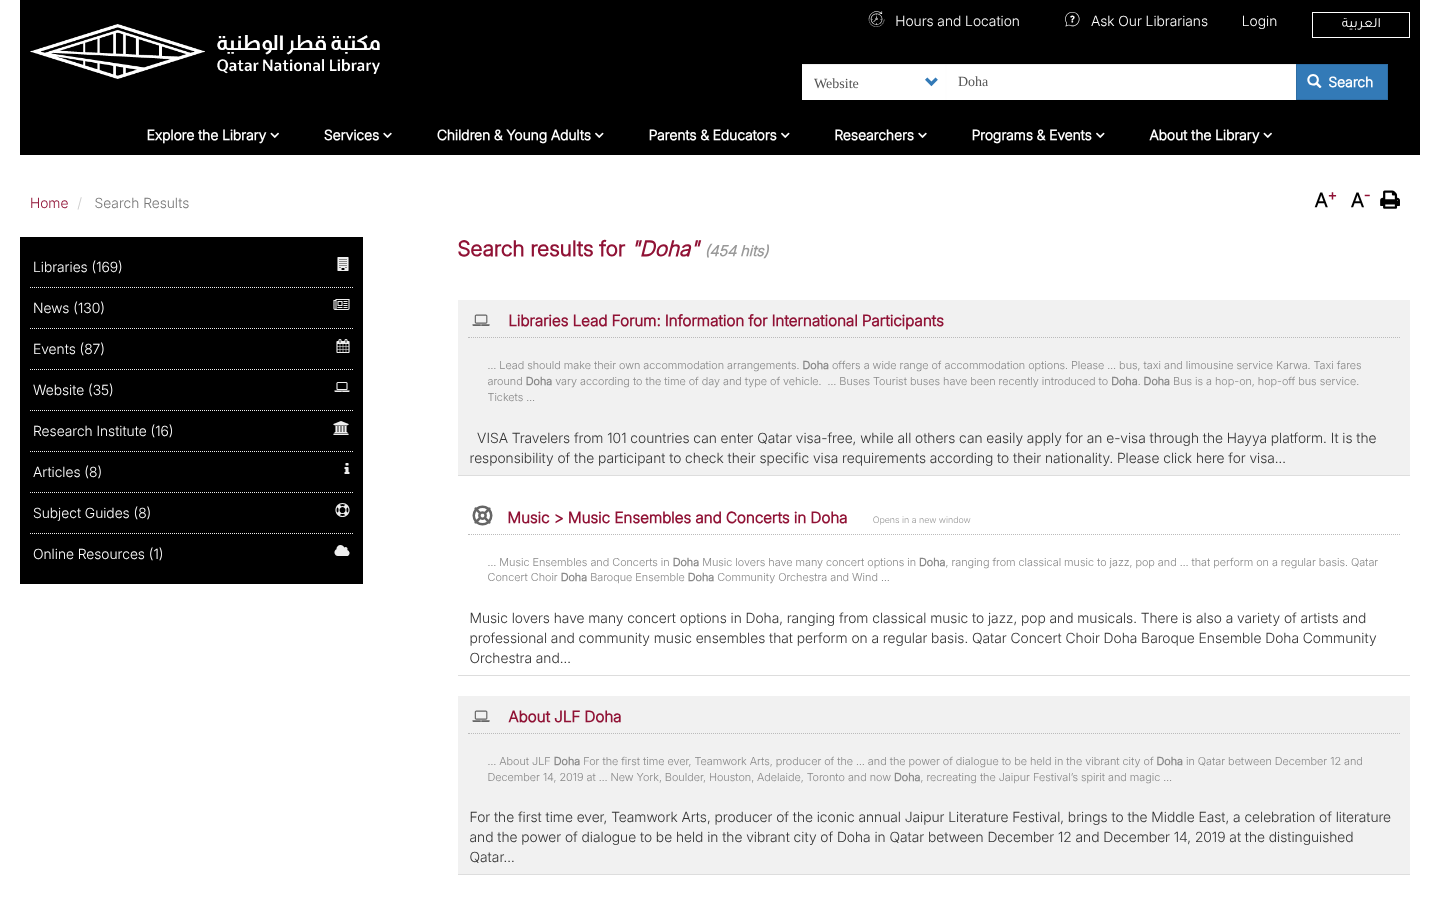 Hours and Location
Ask Our Librarians
Login
العربية
مكتبة قطر الوطنية
Qatar National Library
Website
Doha
Search
Explore the Library
Services
Children & Young Adults
Parents & Educators
Researchers
Programs & Events
About the Library
Home / Search Results
A+ A-
Libraries (169)
News (130)
Events (87)
Website (35)
Research Institute (16)
Articles (8)
Subject Guides (8)
Online Resources (1)
Search results for "Doha" (454 hits)
Libraries Lead Forum: Information for International Participants
... Lead should make their own accommodation arrangements. Doha offers a wide range of accommodation options. Please ... bus, taxi and limousine service Karwa. Taxi fares
around Doha vary according to the time of day and type of vehicle. ... Buses Tourist buses have been recently introduced to Doha. Doha Bus is a hop-on, hop-off bus service.
Tickets ...
VISA Travelers from 101 countries can enter Qatar visa-free, while all others can easily apply for an e-visa through the Hayya platform. It is the
responsibility of the participant to check their specific visa requirements according to their nationality. Please click here for visa...
Music > Music Ensembles and Concerts in Doha
Opens in a new window
... Music Ensembles and Concerts in Doha Music lovers have many concert options in Doha, ranging from classical music to jazz, pop and ... that perform on a regular basis. Qatar
Concert Choir Doha Baroque Ensemble Doha Community Orchestra and Wind ...
Music lovers have many concert options in Doha, ranging from classical music to jazz, pop and musicals. There is also a variety of artists and
professional and community music ensembles that perform on a regular basis. Qatar Concert Choir Doha Baroque Ensemble Doha Community
Orchestra and...
About JLF Doha
... About JLF Doha For the first time ever, Teamwork Arts, producer of the ... and the power of dialogue to be held in the vibrant city of Doha in Qatar between December 12 and
December 14, 2019 at ... New York, Boulder, Houston, Adelaide, Toronto and now Doha, recreating the Jaipur Festival's spirit and magic ...
For the first time ever, Teamwork Arts, producer of the iconic annual Jaipur Literature Festival, brings to the Middle East, a celebration of literature
and the power of dialogue to be held in the vibrant city of Doha in Qatar between December 12 and December 14, 2019 at the distinguished
Qatar...